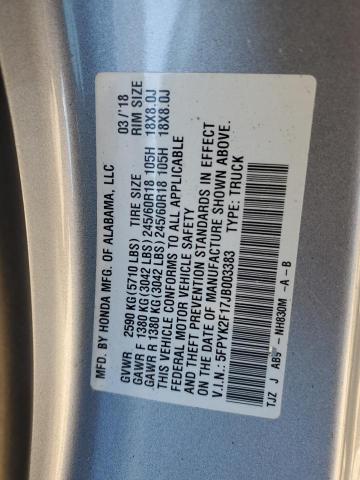 MFD. BY HONDA MFG. OF ALABAMA, LLC 03 /'18
GVWR 2590 KG(5710 LBS) TIRE SIZE RIM SIZE
GAWR F 1380 KG(3042 LBS) 245/60R18 105H 18X8.0J
GAWR R 1380 KG(3042 LBS) 245/60R18 105H 18X8.0J
THIS VEHICLE CONFORMS TO ALL APPLICABLE
FEDERAL MOTOR VEHICLE SAFETY
AND THEFT PREVENTION STANDARDS IN EFFECT
ON THE DATE OF MANUFACTURE SHOWN ABOVE.
V.I.N.: 5FPYK2F17JB003383 TYPE: TRUCK
TJZ J AB5 - NH830M -A -B